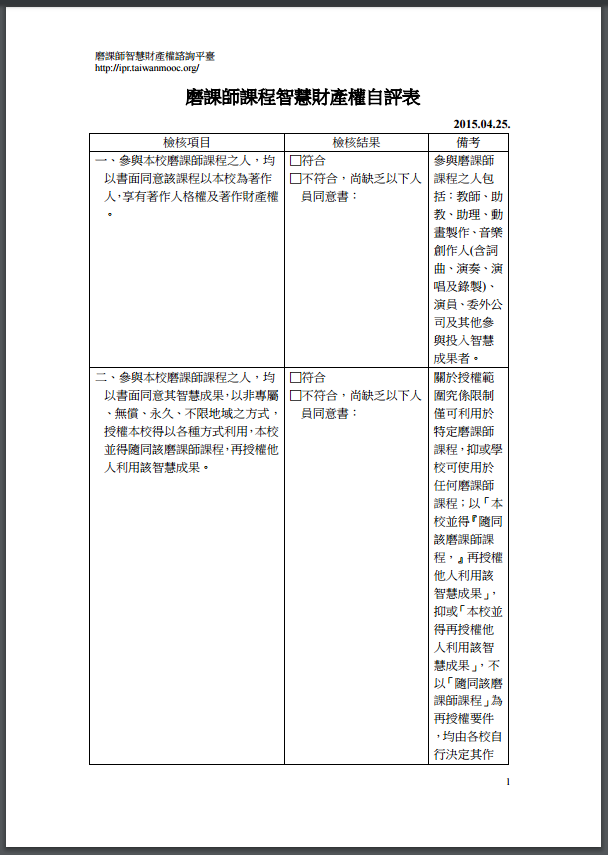 磨課師智慧財產權諮詢平臺
http://ipr.taiwanmooc.org/
磨課師課程智慧財產權自評表
2015.04.25.
檢核項目
檢核結果
備考
一、參與本校磨課師課程之人，均
以書面同意該課程以本校為著作
人，享有著作人格權及著作財產權
。
□符合
□不符合，尚缺乏以下人
員同意書：
參與磨課師
課程之人包
括：教師、助
教、助理、動
畫製作、音樂
創作人(含詞
曲、演奏、演
唱及錄製)、
演員、委外公
司及其他參
與投入智慧
成果者。
二、參與本校磨課師課程之人，均
以書面同意其智慧成果，以非專屬
、無償、永久、不限地域之方式，
授權本校得以各種方式利用，本校
並得隨同該磨課師課程，再授權他
人利用該智慧成果。
□符合
□不符合，尚缺乏以下人
員同意書：
關於授權範
圍究係限制
僅可利用於
特定磨課師
課程，抑或學
校可使用於
任何磨課師
課程；以「本
校並得『隨同
該磨課師課
程，』再授權
他人利用該
智慧成果」，
抑或「本校並
得再授權他
人利用該智
慧成果」，不
以「隨同該磨
課師課程」為
再授權要件
，均由各校自
行決定其作
1